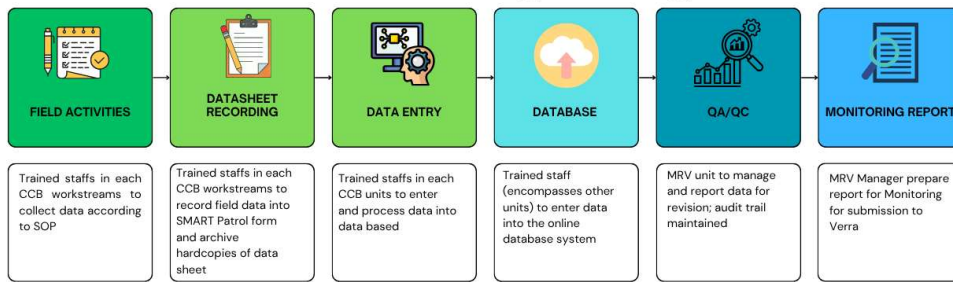 FIELD ACTIVITIES
DATASHEET
RECORDING
DATA ENTRY
DATABASE
QA/QC
MONITORING REPORT
Trained staffs in each
CCB workstreams to
collect data according
to SOP
Trained staffs in each
CCB workstreams to
record field data into
SMART Patrol form
and archive
hardcopies of data
sheet
Trained staffs in each
CCB units to enter
and process data into
data based
Trained staff
(encompasses other
units) to enter data
into the online
database system
MRV unit to manage
and report data for
revision; audit trail
maintained
MRV Manager prepare
report for Monitoring
for submission to
Verra